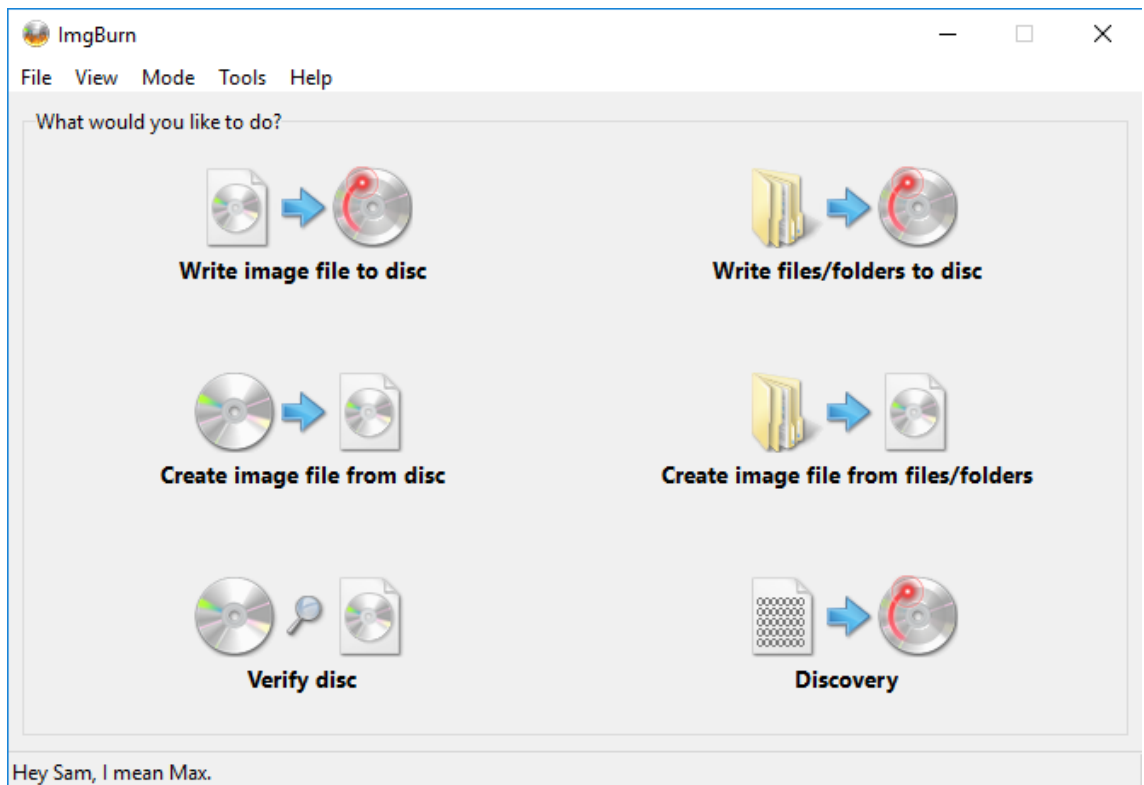 ImgBurn
File View Mode Tools Help
What would you like to do?
Write image file to disc
Write files/folders to disc
Create image file from disc
Create image file from files/folders
Verify disc
Discovery
Hey Sam, I mean Max.